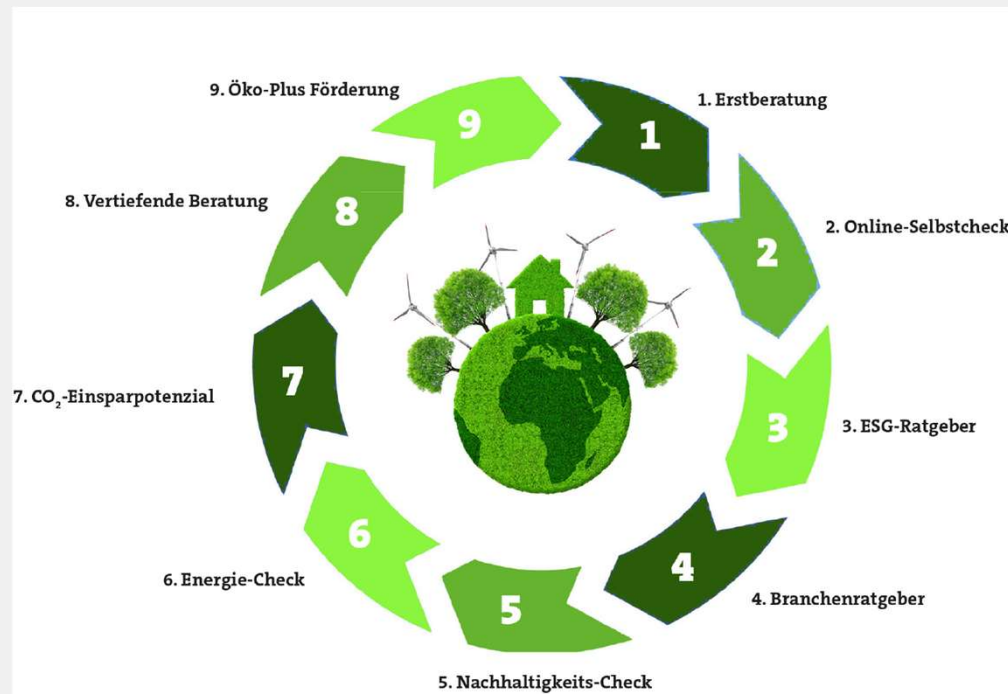 9. Öko-Plus Förderung
1. Erstberatung
8. Vertiefende Beratung
2. Online-Selbstcheck
7. CO₂-Einsparpotenzial
3. ESG-Ratgeber
6. Energie-Check
4. Branchenratgeber
5. Nachhaltigkeits-Check
9
1
8
2
7
3
6
4
5